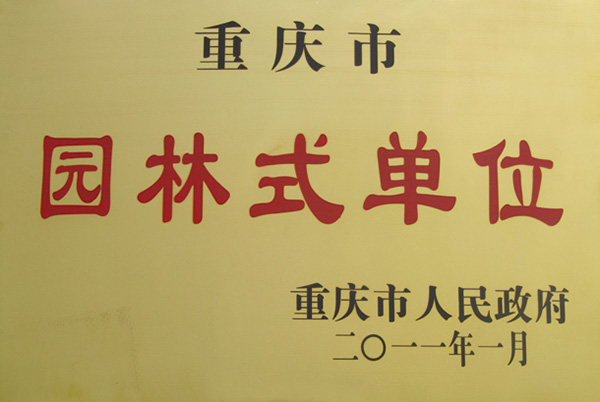 重庆市
园林式单位
重庆市人民政府
二〇一一年一月